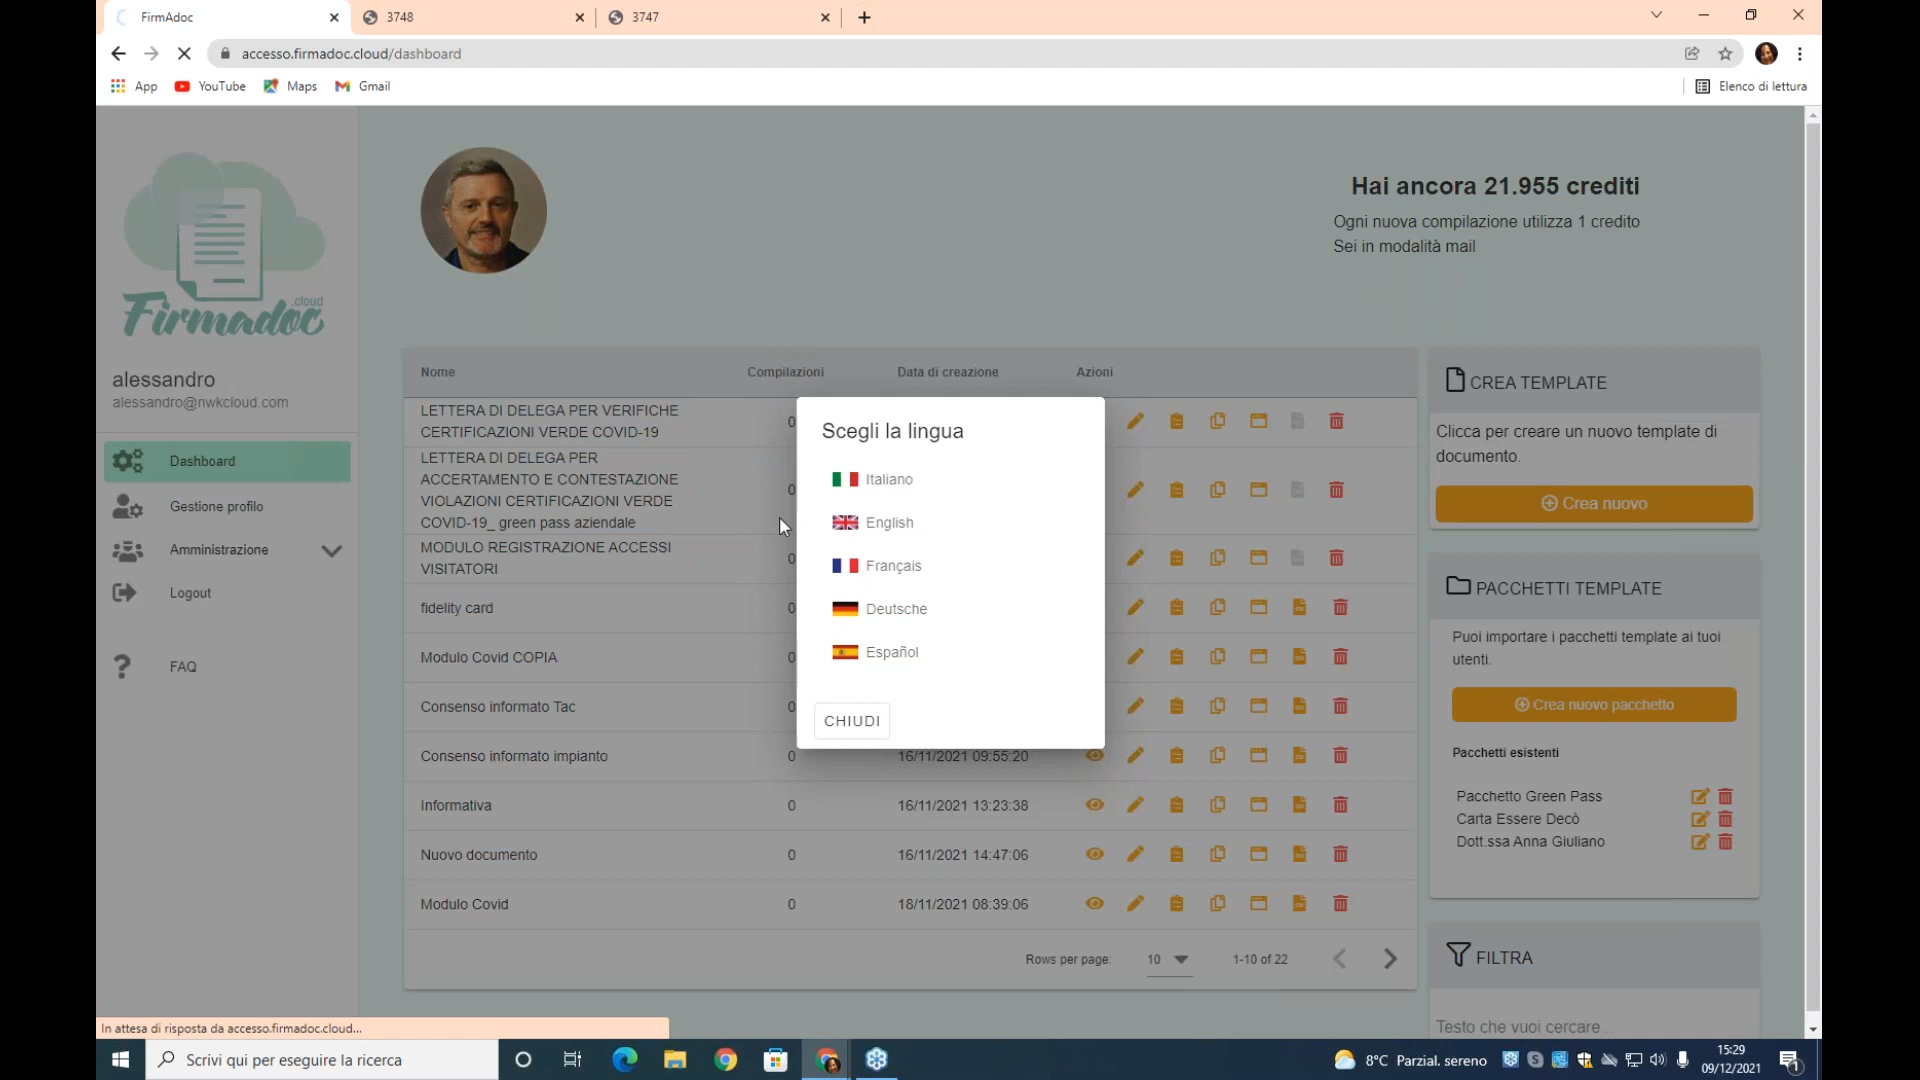 FirmAdoc
3748
3747
accesso.firmadoc.cloud/dashboard
App
YouTube
Maps
Gmail
Elenco di lettura
.cloud
Firmadoc
alessandro
alessandro@nwkcloud.com
Dashboard
Gestione profilo
Amministrazione
Logout
FAQ
Hai ancora 21.955 crediti
Ogni nuova compilazione utilizza 1 credito
Sei in modalità mail
Nome Compilazioni Data di creazione Azioni
LETTERA DI DELEGA PER VERIFICHE
CERTIFICAZIONI VERDE COVID-19
0
LETTERA DI DELEGA PER
ACCERTAMENTO E CONTESTAZIONE
VIOLAZIONI CERTIFICAZIONI VERDE
COVID-19_ green pass aziendale
0
MODULO REGISTRAZIONE ACCESSI
VISITATORI
0
fidelity card 0
Modulo Covid COPIA 0
Consenso informato Tac 0
Consenso informato impianto 0 16/11/2021 09:55:20
Informativa 0 16/11/2021 13:23:38
Nuovo documento 0 16/11/2021 14:47:06
Modulo Covid 0 18/11/2021 08:39:06
Rows per page: 10 1-10 of 22
Scegli la lingua
Italiano
English
Français
Deutsche
Español
CHIUDI
CREA TEMPLATE
Clicca per creare un nuovo template di
documento.
Crea nuovo
PACCHETTI TEMPLATE
Puoi importare i pacchetti template ai tuoi
utenti.
Crea nuovo pacchetto
Pacchetti esistenti
Pacchetto Green Pass
Carta Essere Decò
Dott.ssa Anna Giuliano
FILTRA
Testo che vuoi cercare...
In attesa di risposta da accesso.firmadoc.cloud...
Scrivi qui per eseguire la ricerca
8°C Parzial. sereno
15:29
09/12/2021
1